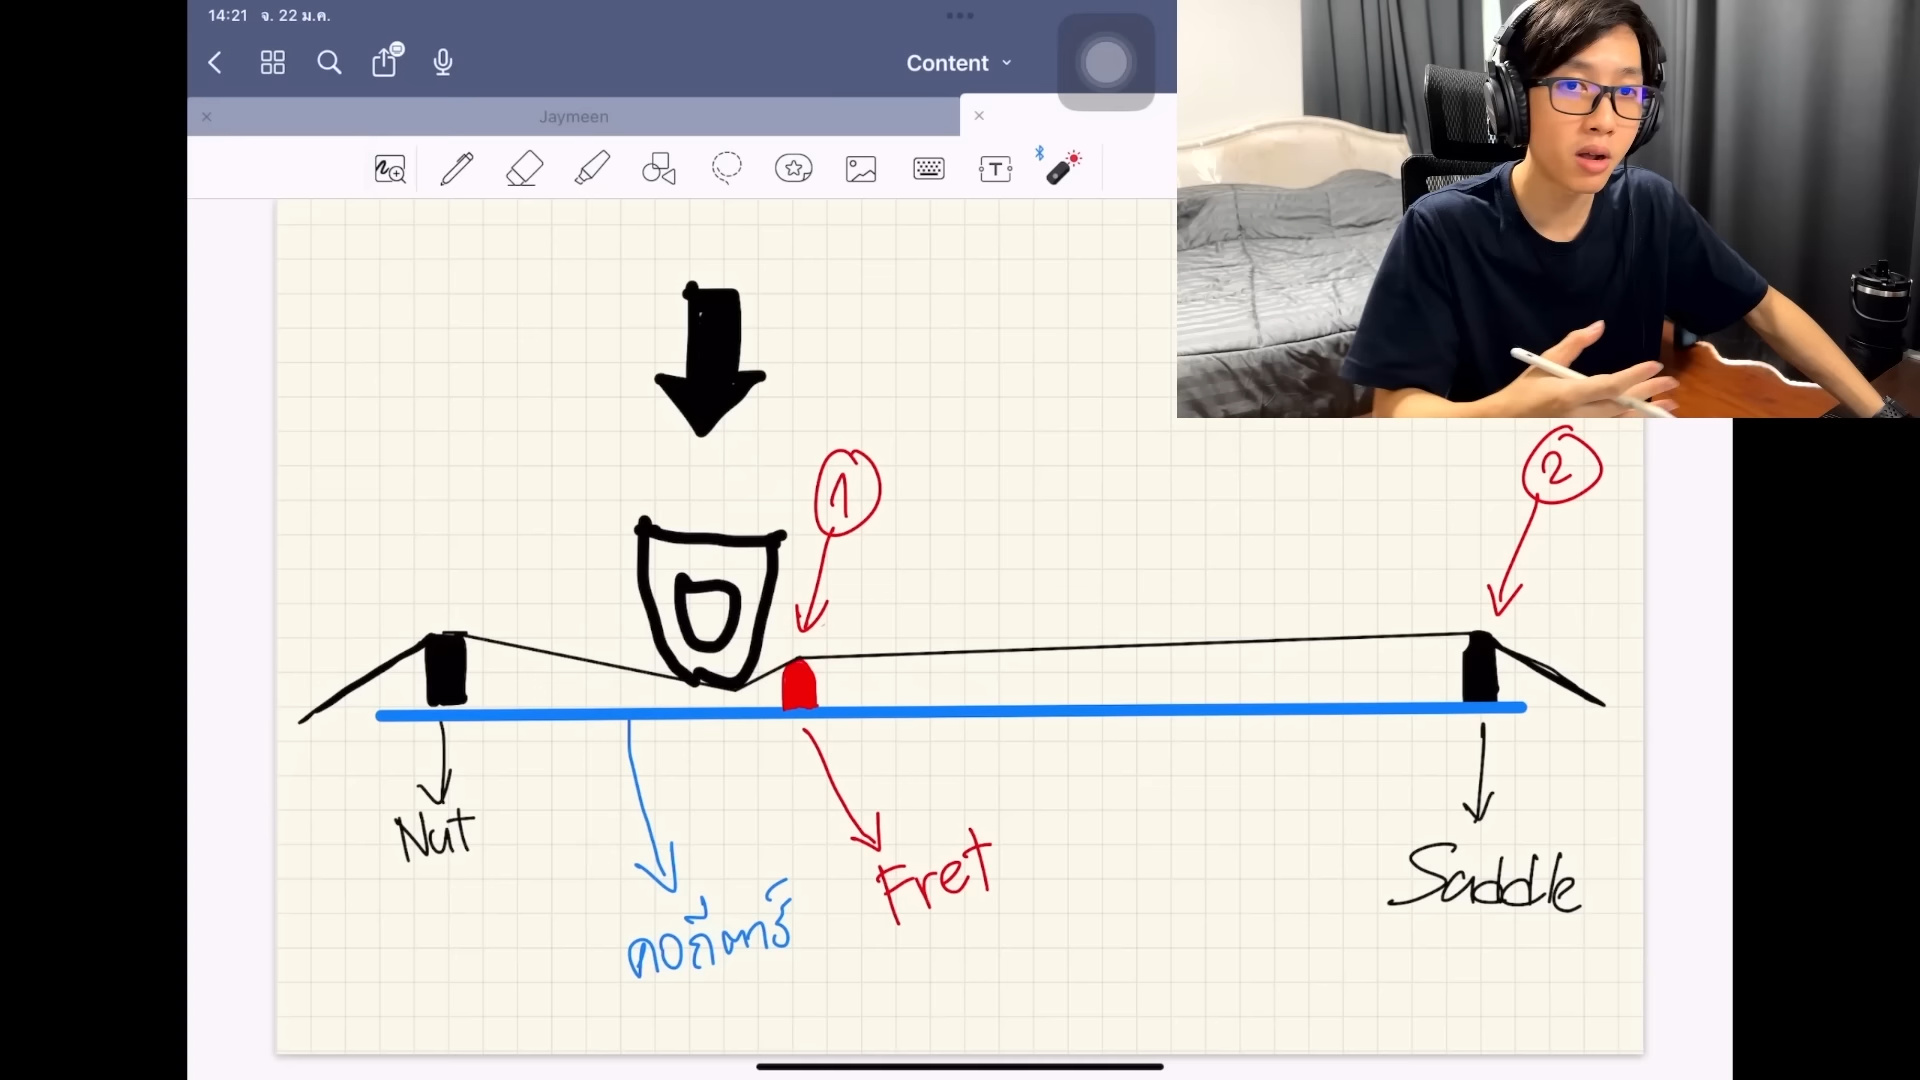 14:21 จ. 22 ม.ค.
Content
Jaymeen
T
1
2
Nut
คอกีตาร์
Fret
Saddle